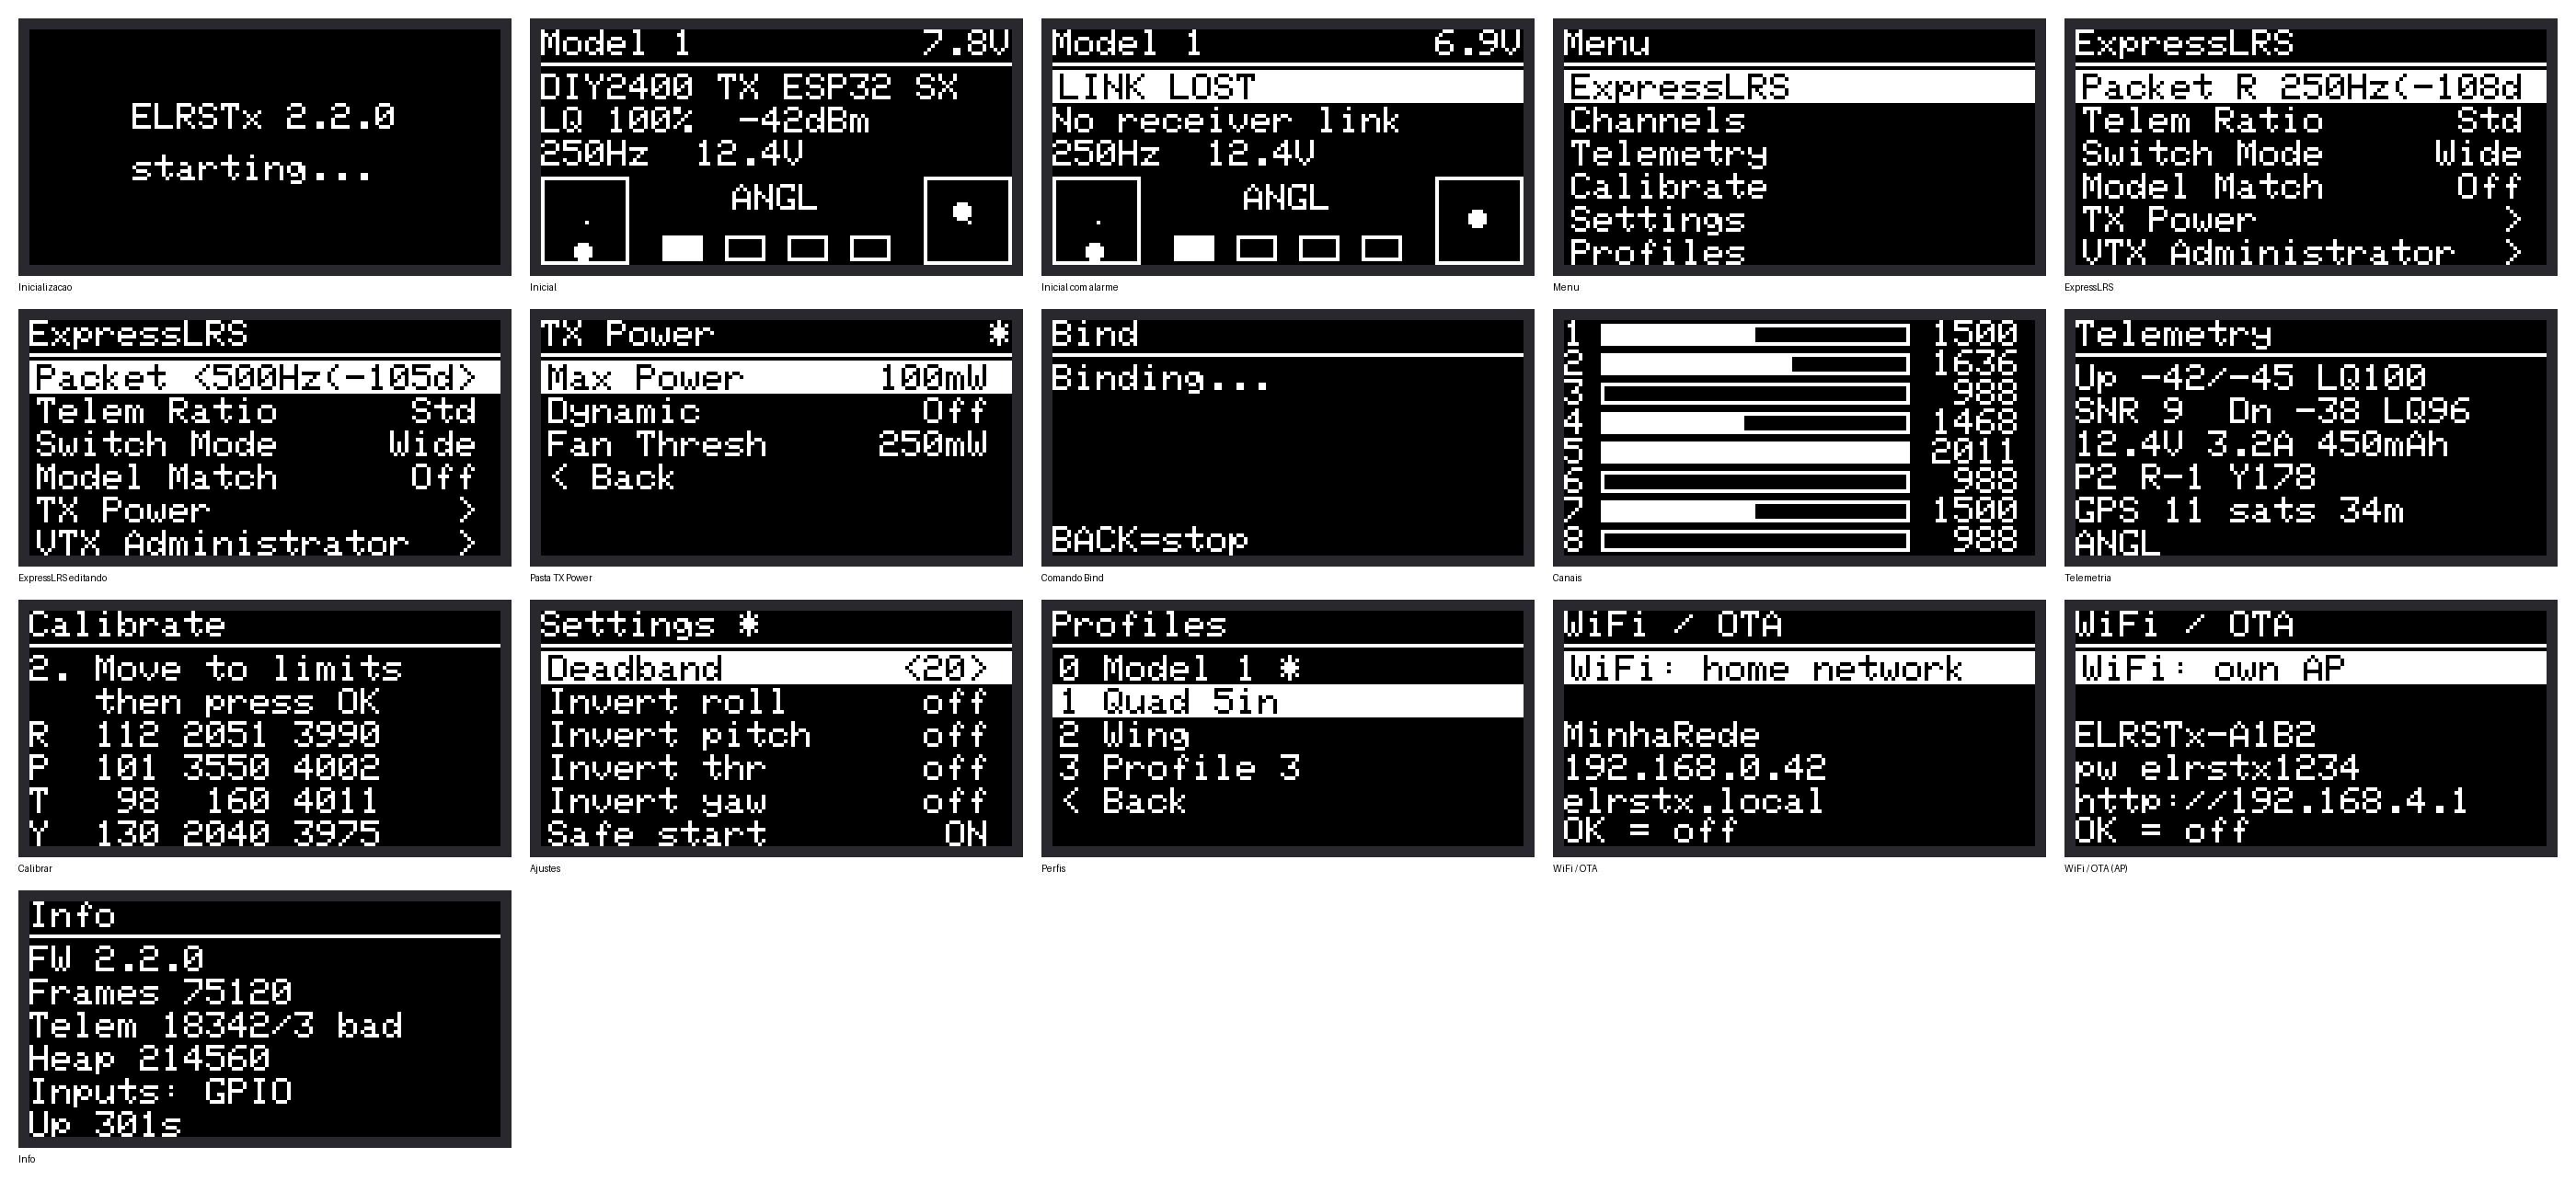 ELRSTx 2.2.0
starting...
Inicializacao
Model 1 7.8V
DIY2400 TX ESP32 SX
LQ 100% -42dBm
250Hz 12.4V
ANGL
Inicial
Model 1 6.9V
LINK LOST
No receiver link
250Hz 12.4V
ANGL
Inicial com alarme
Menu
ExpressLRS
Channels
Telemetry
Calibrate
Settings
Profiles
Menu
ExpressLRS
Packet R 250Hz(-108d
Telem Ratio Std
Switch Mode Wide
Model Match Off
TX Power >
VTX Administrator >
ExpressLRS
ExpressLRS
Packet <500Hz(-105d>
Telem Ratio Std
Switch Mode Wide
Model Match Off
TX Power >
VTX Administrator >
ExpressLRS editando
TX Power *
Max Power 100mW
Dynamic Off
Fan Thresh 250mW
< Back
Pasta TX Power
Bind
Binding...
BACK=stop
Comando Bind
1 1500
2 1636
3 988
4 1468
5 2011
6 988
7 1500
8 988
Canais
Telemetry
Up -42/-45 LQ100
SNR 9 Dn -38 LQ96
12.4V 3.2A 450mAh
P2 R-1 Y178
GPS 11 sats 34m
ANGL
Telemetria
Calibrate
2. Move to limits
then press OK
R 112 2051 3990
P 101 3550 4002
T 98 160 4011
Y 130 2040 3975
Calibrar
Settings *
Deadband <20>
Invert roll off
Invert pitch off
Invert thr off
Invert yaw off
Safe start ON
Ajustes
Profiles
0 Model 1 *
1 Quad 5in
2 Wing
3 Profile 3
< Back
Perfis
WiFi / OTA
WiFi: home network
MinhaRede
192.168.0.42
elrstx.local
OK = off
WiFi / OTA
WiFi / OTA
WiFi: own AP
ELRSTx-A1B2
pw elrstx1234
http://192.168.4.1
OK = off
WiFi / OTA (AP)
Info
FW 2.2.0
Frames 75120
Telem 18342/3 bad
Heap 214560
Inputs: GPIO
Up 301s
Info